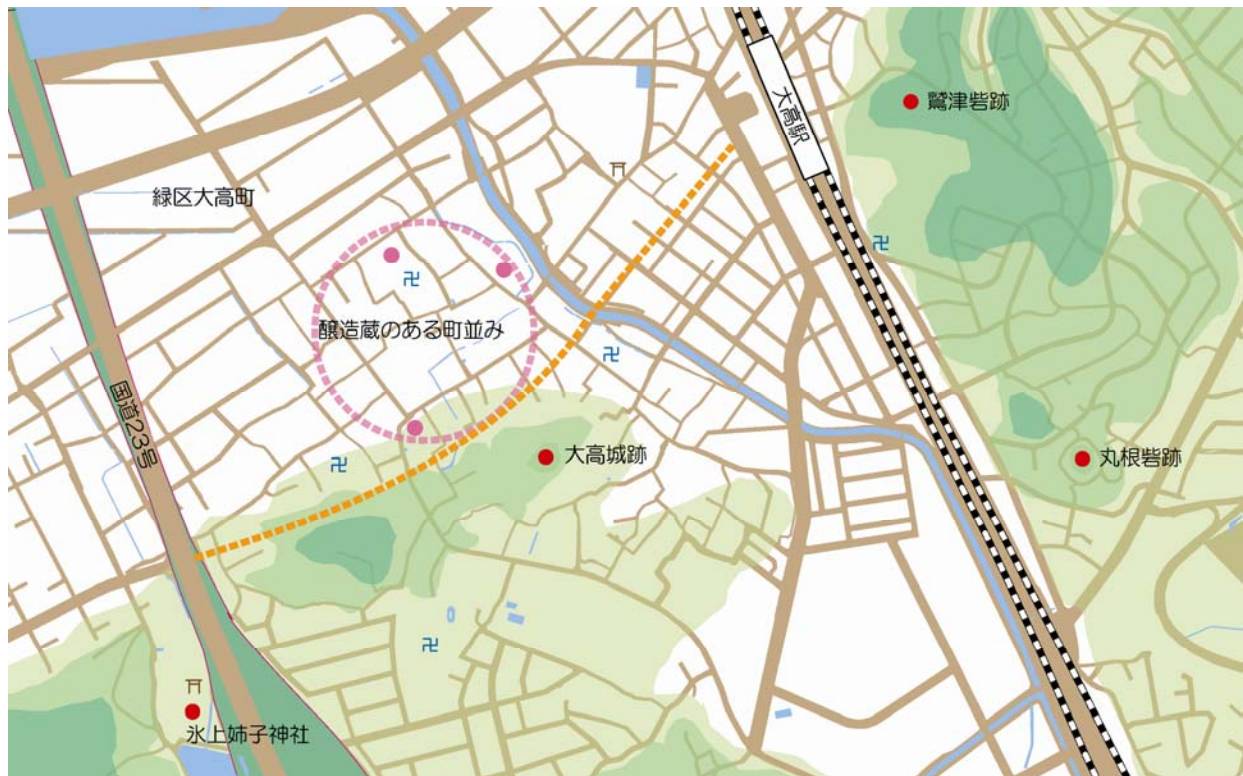 大高駅
鷲津砦跡
緑区大高町
醸造蔵のある町並み
国道23号
大高城跡
丸根砦跡
氷上姉子神社